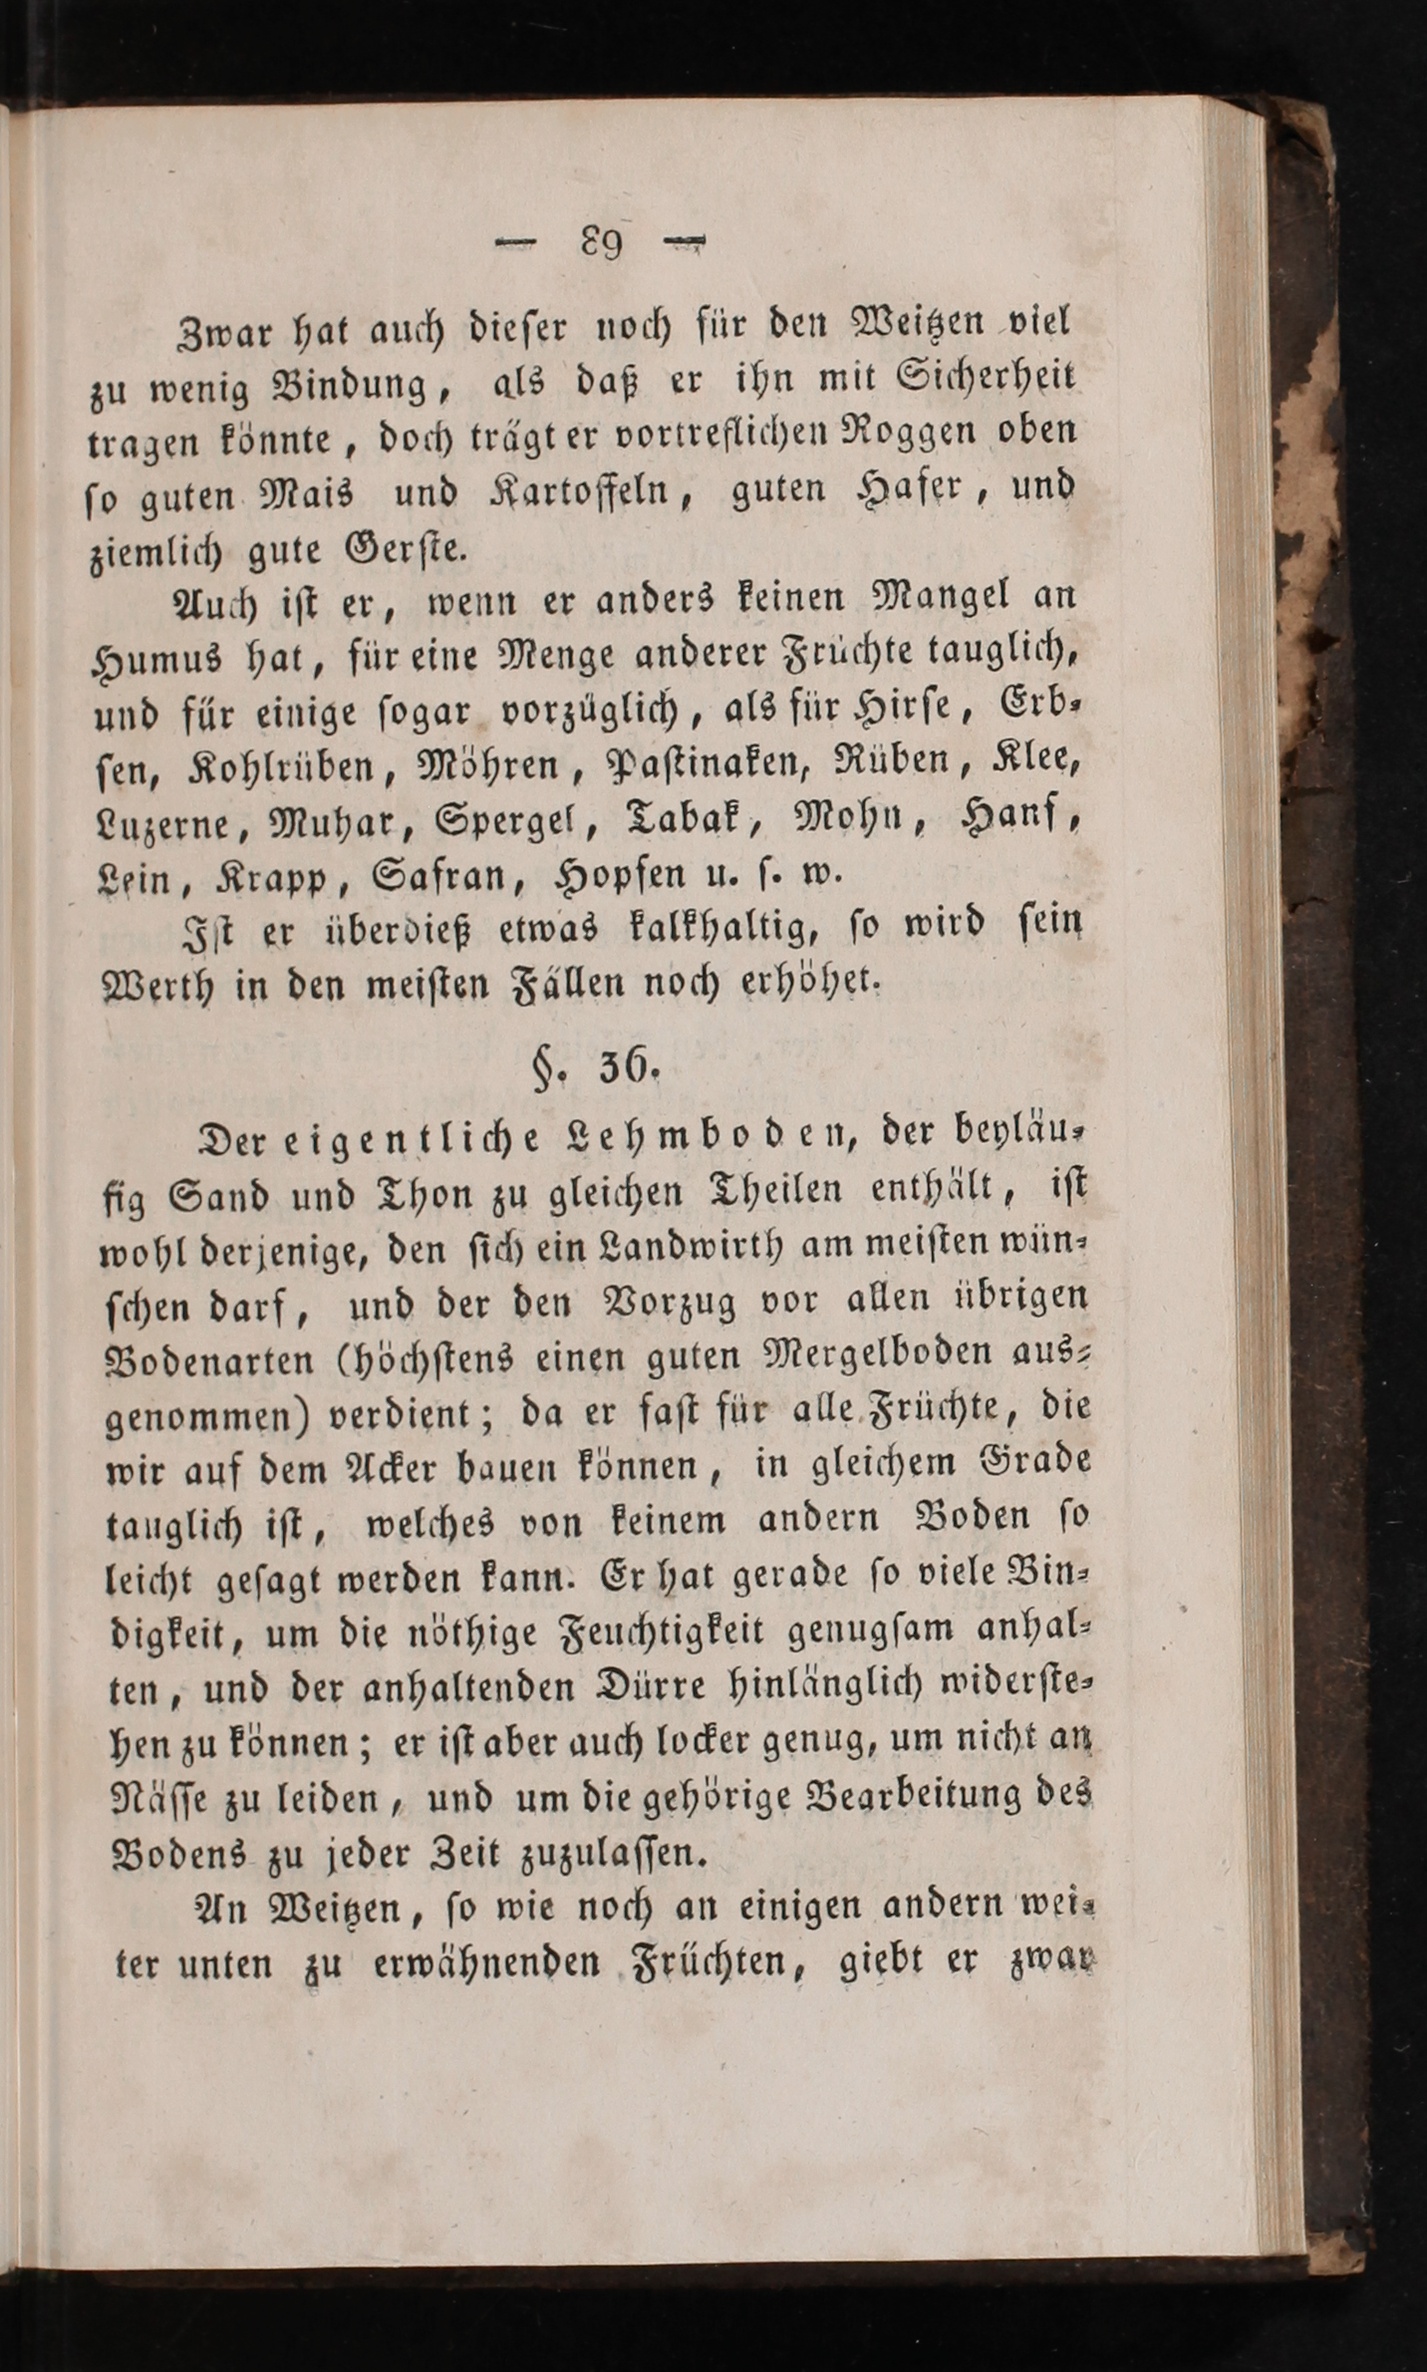 — 89 —
Zwar hat auch dieſer noch für den Weitzen viel
zu wenig Bindung, als daß er ihn mit Sicherheit
tragen könnte, doch trägt er vortreflichen Roggen oben
ſo guten Mais und Kartoffeln, guten Hafer, und
ziemlich gute Gerſte.
Auch iſt er, wenn er anders keinen Mangel an
Humus hat, für eine Menge anderer Früchte tauglich,
und für einige ſogar vorzüglich, als für Hirſe, Erb⸗
ſen, Kohlrüben, Möhren, Paſtinaken, Rüben, Klee,
Luzerne, Muhar, Spergel, Tabak, Mohn, Hanf,
Lein, Krapp, Safran, Hopfen u. ſ. w.
Iſt er überdieß etwas kalkhaltig, ſo wird ſein
Werth in den meiſten Fällen noch erhöhet.
§. 36.
Der eigentliche Lehmboden, der beyläu⸗
fig Sand und Thon zu gleichen Theilen enthält, iſt
wohl derjenige, den ſich ein Landwirth am meiſten wün⸗
ſchen darf, und der den Vorzug vor allen übrigen
Bodenarten (höchſtens einen guten Mergelboden aus⸗
genommen) verdient; da er faſt für alle Früchte, die
wir auf dem Acker bauen können, in gleichem Grade
tauglich iſt, welches von keinem andern Boden ſo
leicht geſagt werden kann. Er hat gerade ſo viele Bin⸗
digkeit, um die nöthige Feuchtigkeit genugſam anhal⸗
ten, und der anhaltenden Dürre hinlänglich widerſte⸗
hen zu können; er iſt aber auch locker genug, um nicht an
Näſſe zu leiden, und um die gehörige Bearbeitung des
Bodens zu jeder Zeit zuzulaſſen.
An Weitzen, ſo wie noch an einigen andern wei⸗
ter unten zu erwähnenden Früchten, giebt er zwar